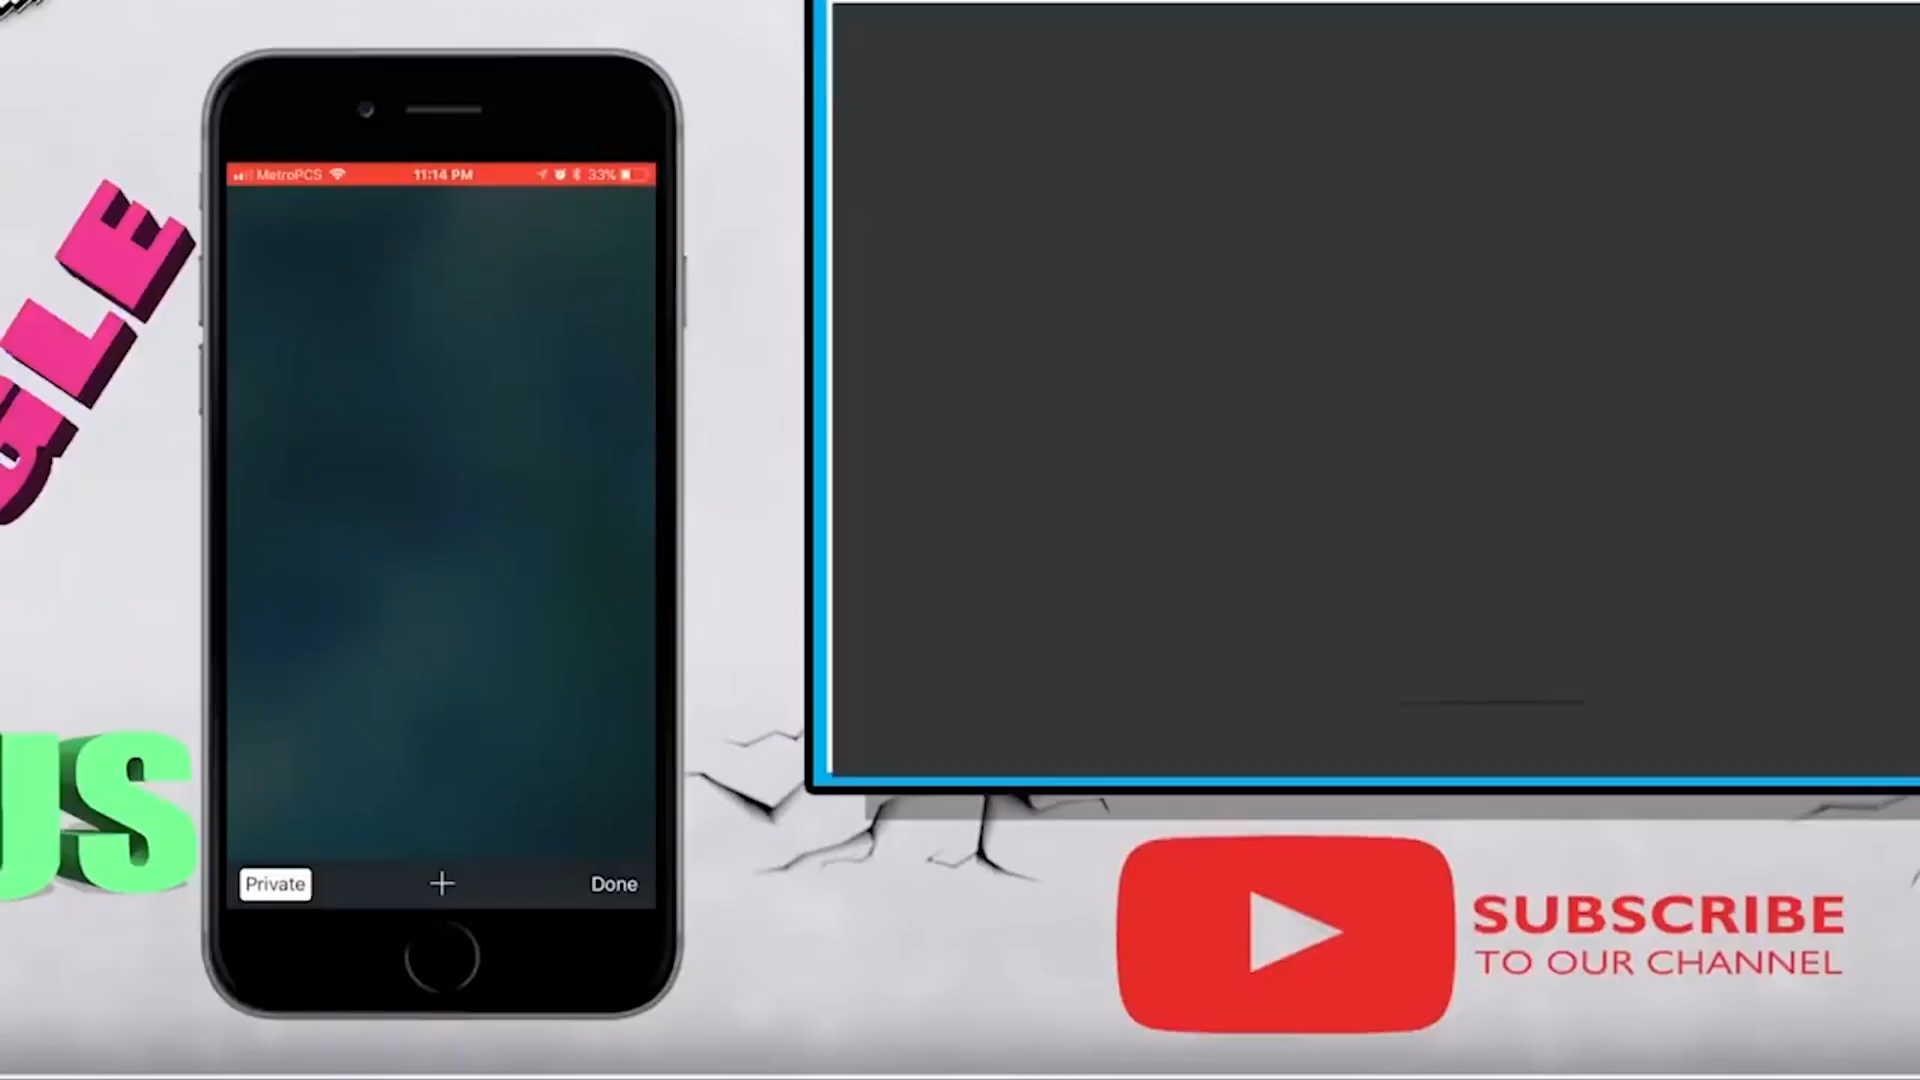 MetroPCS 11:14 PM 33%
GLE
US
Private + Done
SUBSCRIBE
TO OUR CHANNEL